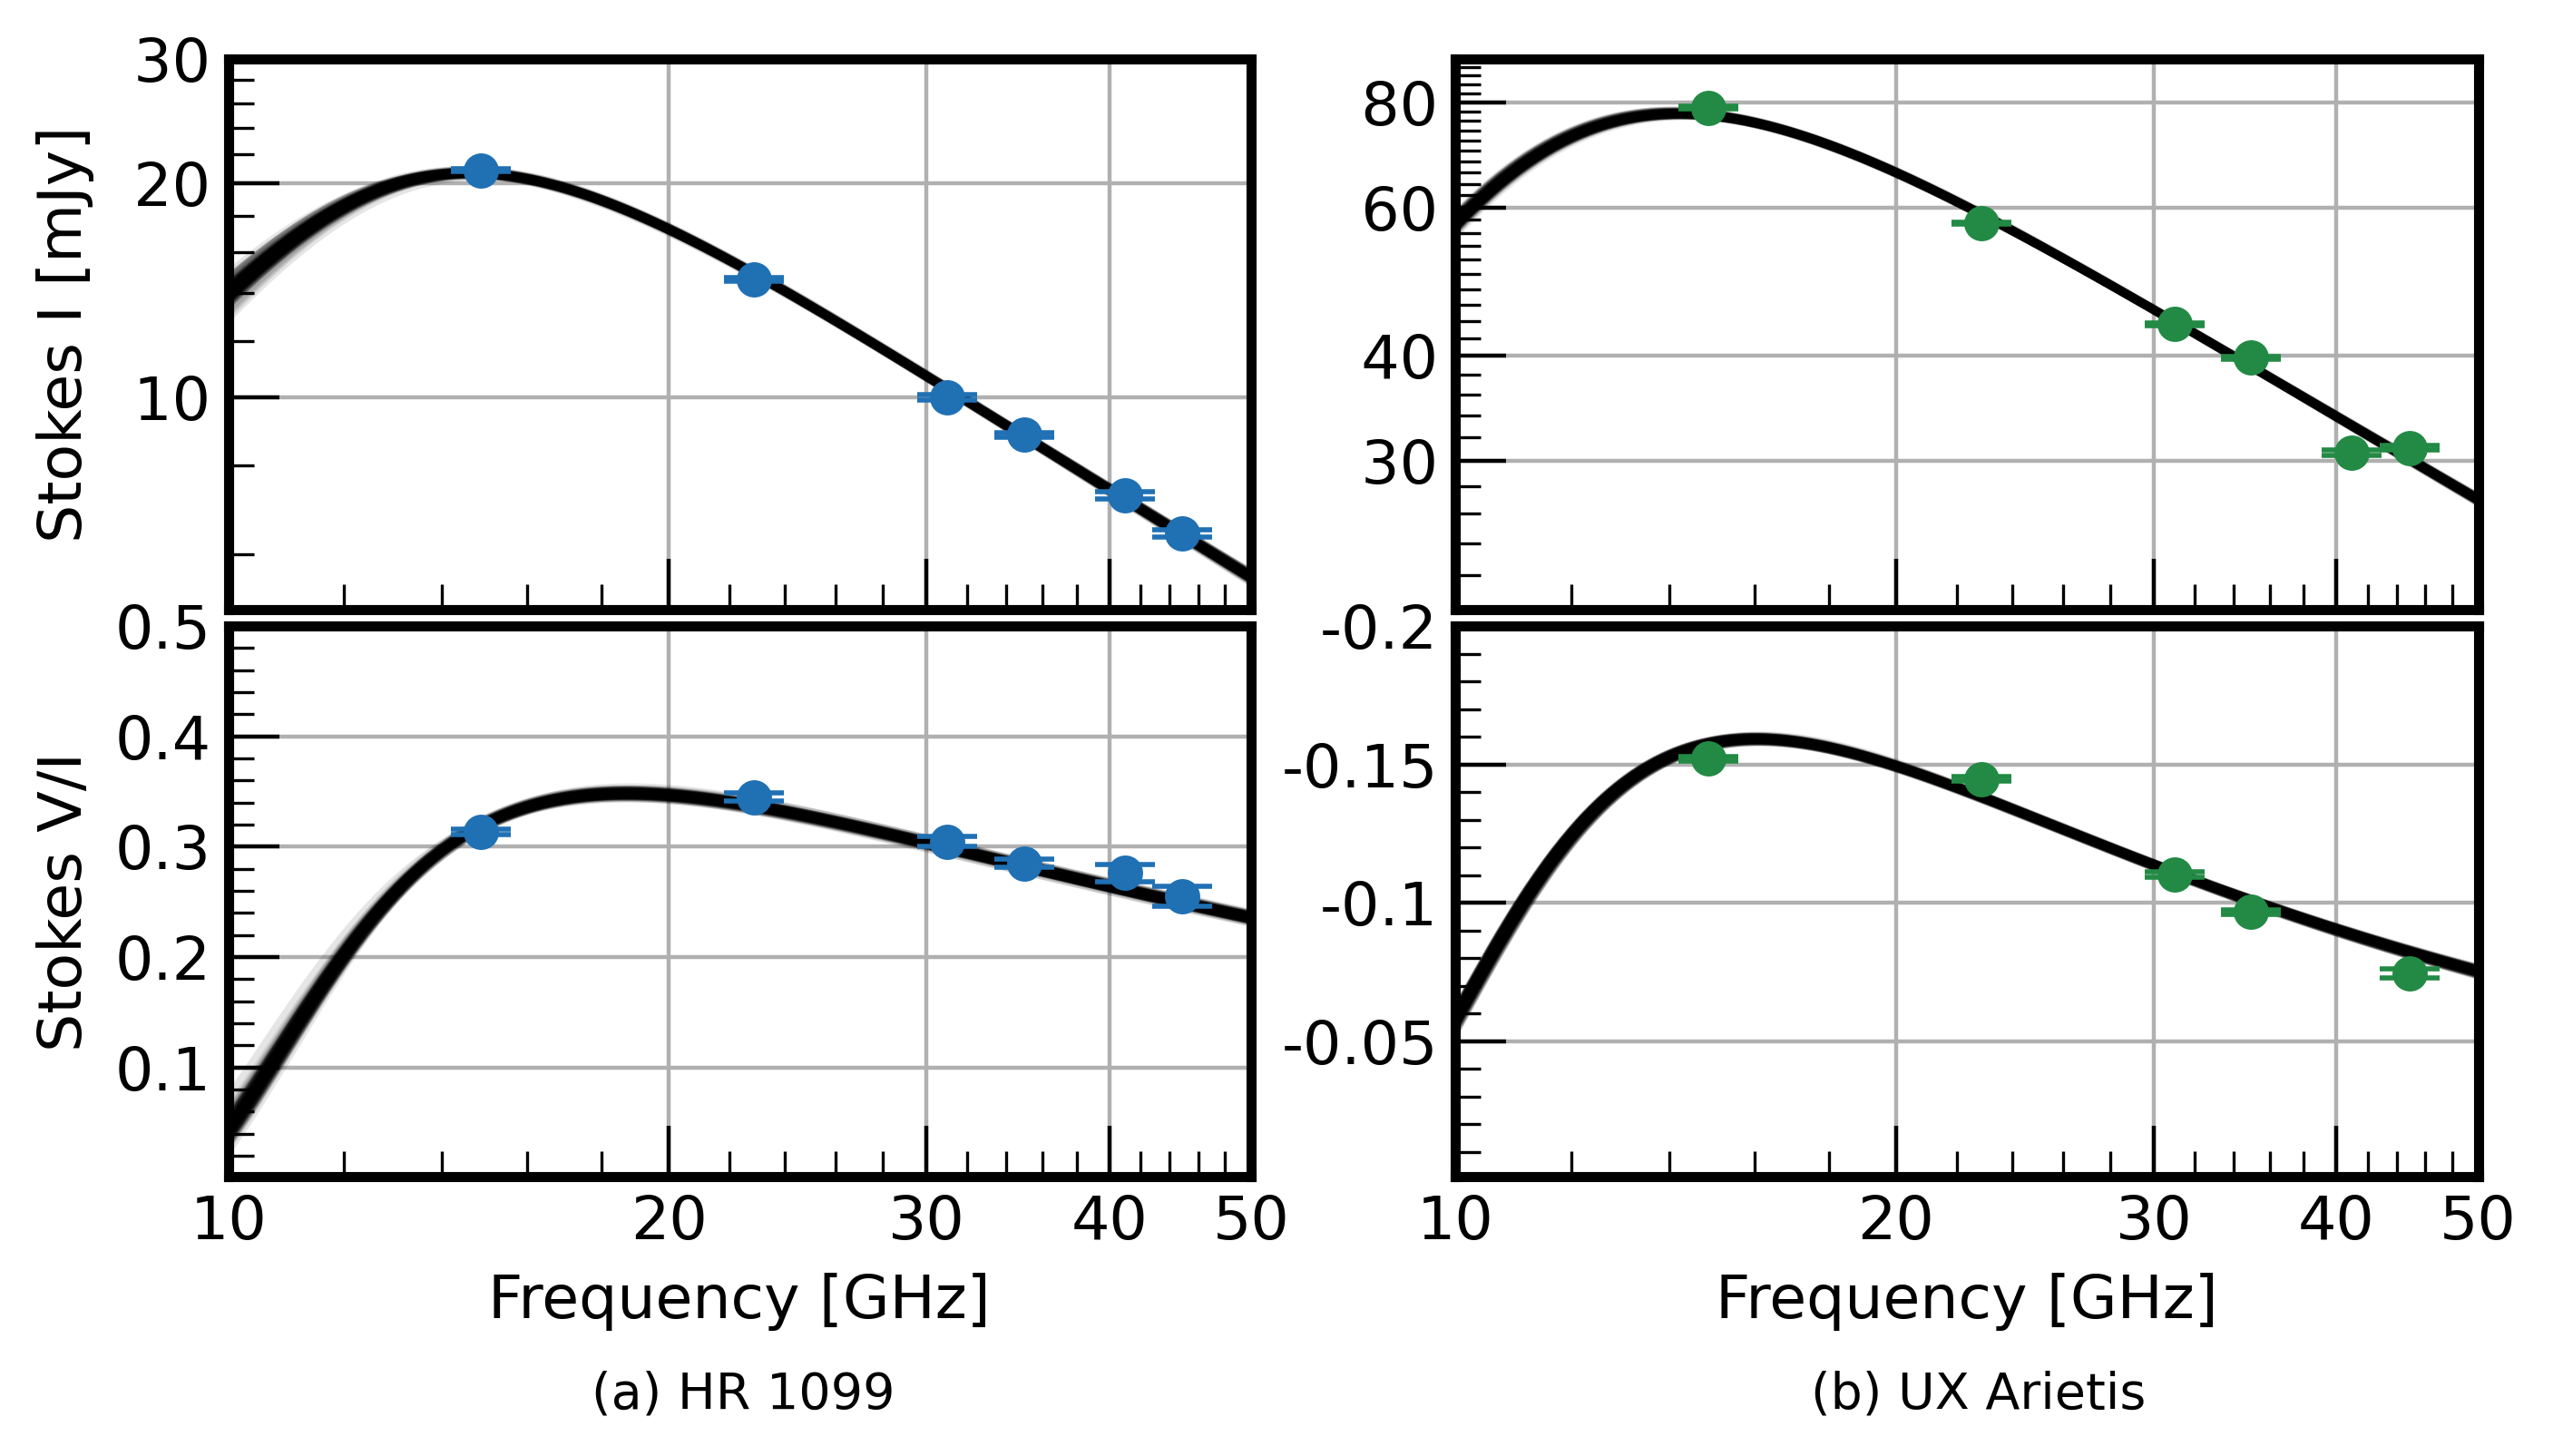 30
20
10
Stokes I [mJy]
80
60
40
30
0.5
0.4
0.3
0.2
0.1
Stokes V/I
-0.2
-0.15
-0.1
-0.05
10 20 30 40 50
10 20 30 40 50
Frequency [GHz]
Frequency [GHz]
(a) HR 1099
(b) UX Arietis